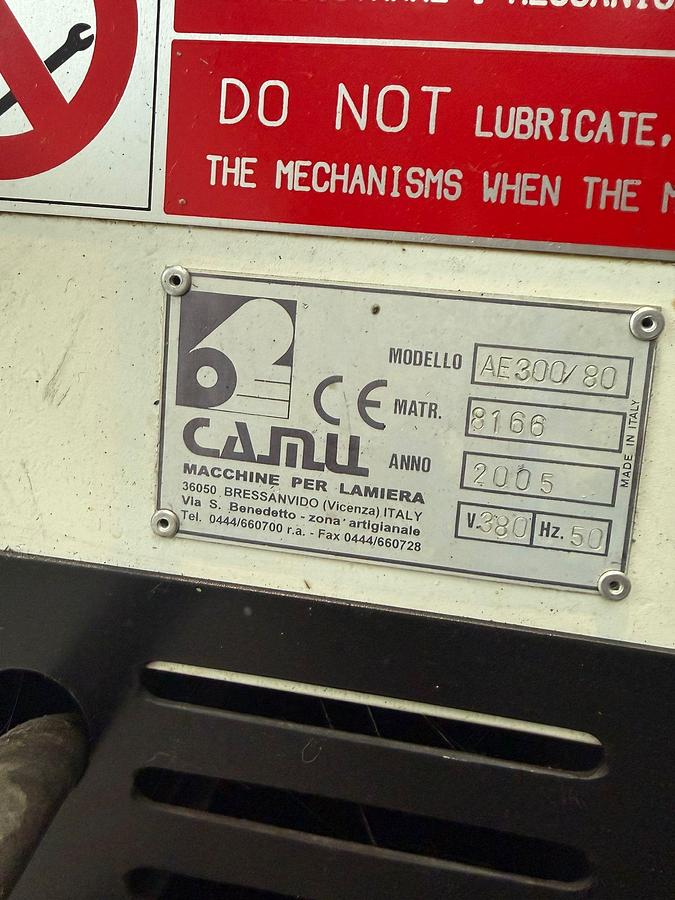 DO NOT LUBRICATE,
THE MECHANISMS WHEN THE
MODELLO AE300/80
CE
MATR. 8166
CAMU
ANNO 2005
MACCHINE PER LAMIERA
36050 BRESSANVIDO (Vicenza) ITALY
Via S. Benedetto - zona artigianale
Tel. 0444/660700 r.a. - Fax 0444/660728
V. 380 Hz. 50
MADE IN ITALY